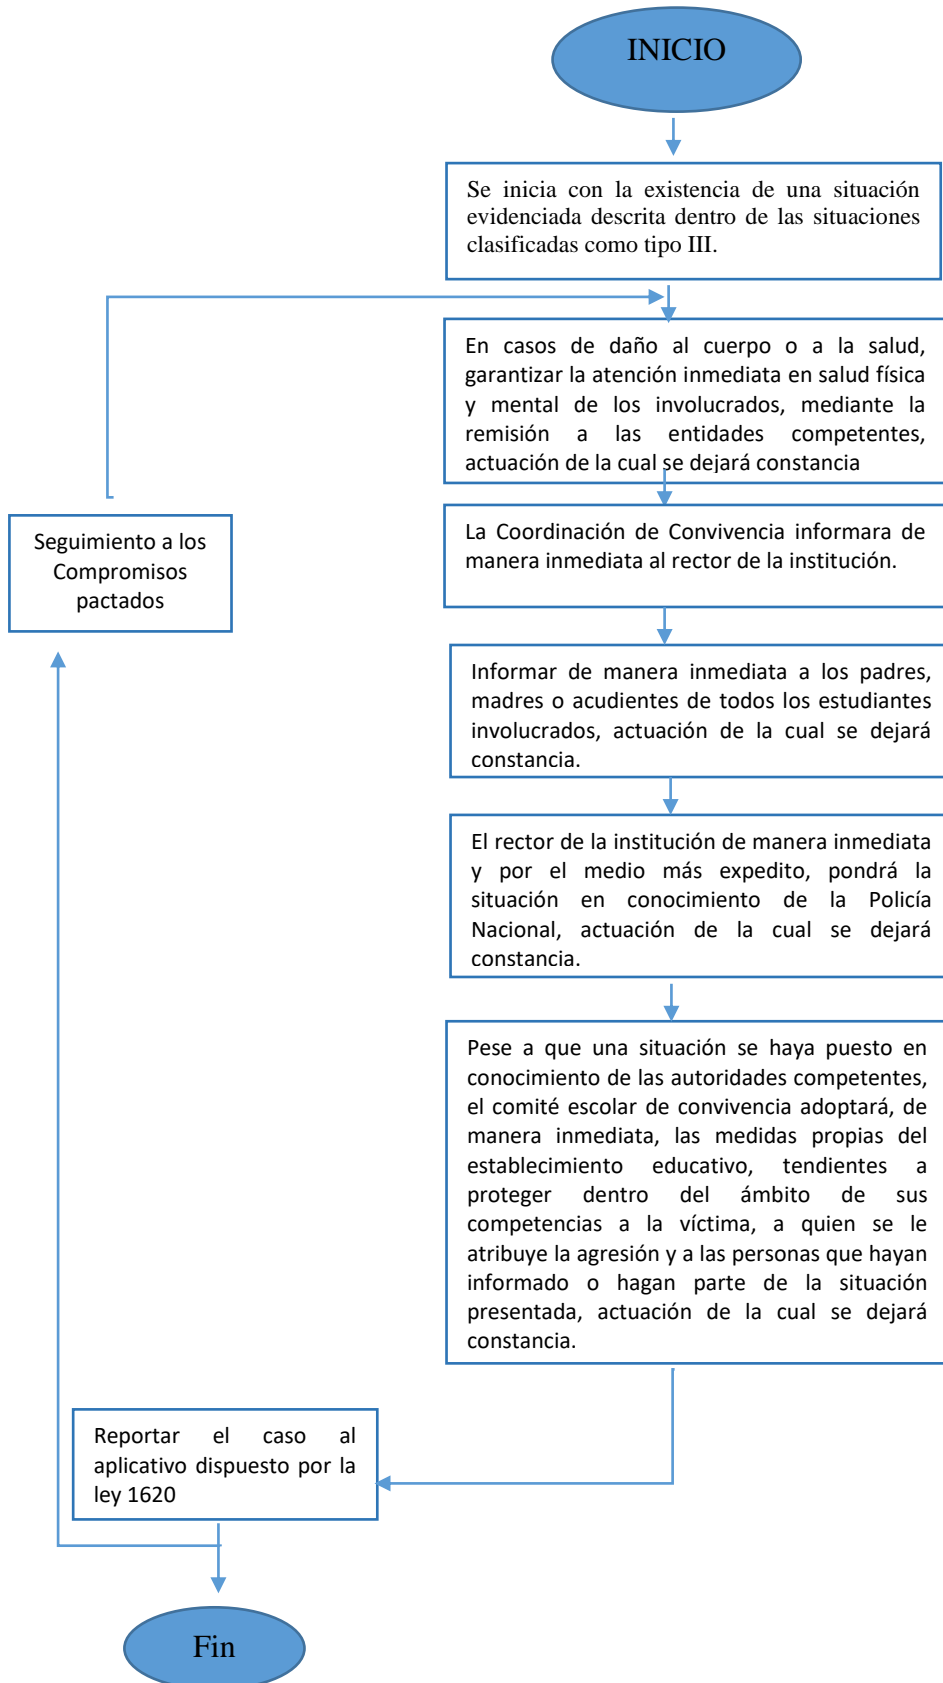 INICIO
Se inicia con la existencia de una situación
evidenciada descrita dentro de las situaciones
clasificadas como tipo III.
En casos de daño al cuerpo o a la salud,
garantizar la atención inmediata en salud física
y mental de los involucrados, mediante la
remisión a las entidades competentes,
actuación de la cual se dejará constancia
La Coordinación de Convivencia informara de
manera inmediata al rector de la institución.
Seguimiento a los
Compromisos
pactados
Informar de manera inmediata a los padres,
madres o acudientes de todos los estudiantes
involucrados, actuación de la cual se dejará
constancia.
El rector de la institución de manera inmediata
y por el medio más expedito, pondrá la
situación en conocimiento de la Policía
Nacional, actuación de la cual se dejará
constancia.
Pese a que una situación se haya puesto en
conocimiento de las autoridades competentes,
el comité escolar de convivencia adoptará, de
manera inmediata, las medidas propias del
establecimiento educativo, tendientes a
proteger dentro del ámbito de sus
competencias a la víctima, a quien se le
atribuye la agresión y a las personas que hayan
informado o hagan parte de la situación
presentada, actuación de la cual se dejará
constancia.
Reportar el caso al
aplicativo dispuesto por la
ley 1620
Fin